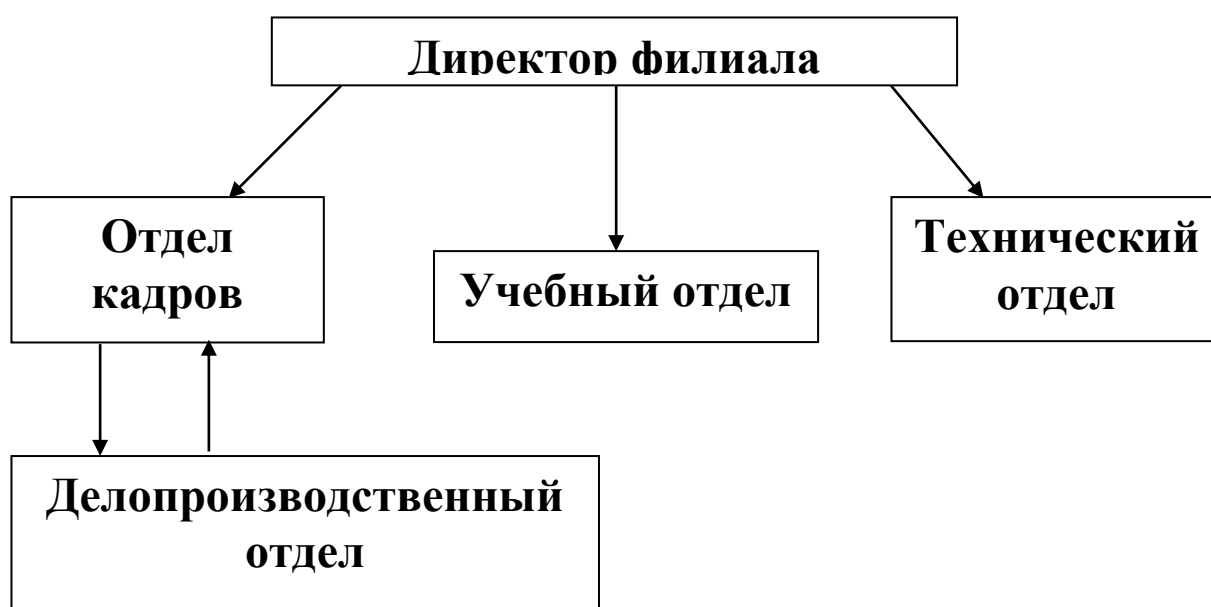 Директор филиала
Отдел
кадров
Учебный отдел
Технический
отдел
Делопроизводственный
отдел